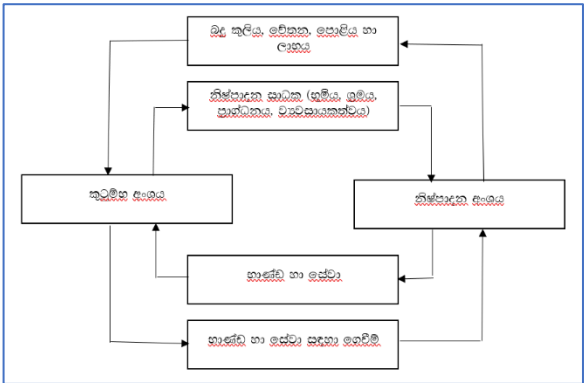 බදු කුලිය, වේතන, පොළිය හා
ලාභය
නිෂ්පාදන සාධක (භූමිය, ශ්‍රමය,
ප්‍රාග්ධනය, ව්‍යවසායකත්වය)
කුටුම්භ අංශය
නිෂ්පාදන අංශය
භාණ්ඩ හා සේවා
භාණ්ඩ හා සේවා සඳහා ගෙවීම්